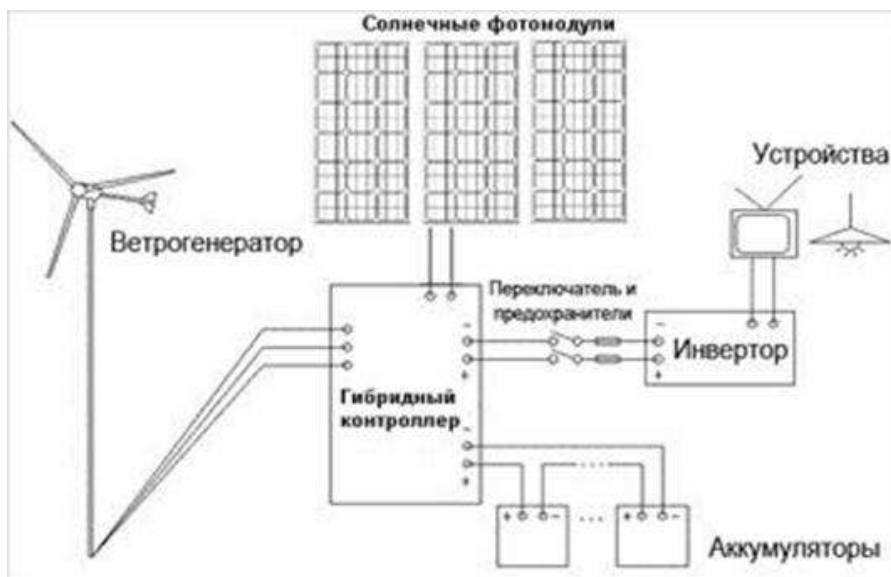 Солнечные фотомодули
Устройства
Ветрогенератор
Переключатель и
предохранители
–
+
–
+
Инвертор
Гибридный
контроллер
–
+
+ –
...
...
+ –
Аккумуляторы